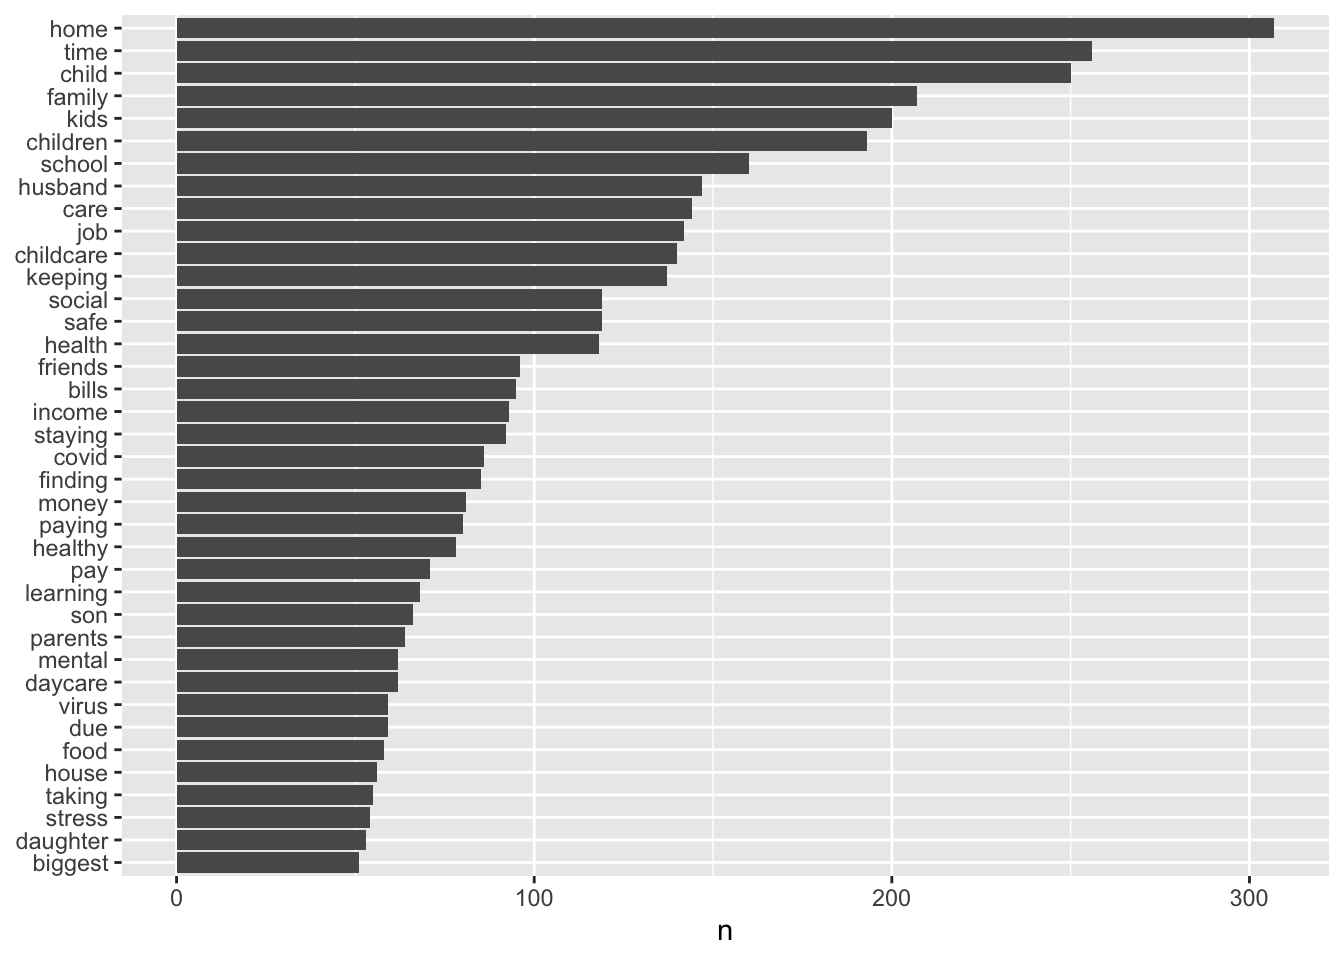 home
time
child
family
kids
children
school
husband
care
job
childcare
keeping
social
safe
health
friends
bills
income
staying
covid
finding
money
paying
healthy
pay
learning
son
parents
mental
daycare
virus
due
food
house
taking
stress
daughter
biggest
0 100 200 300
n